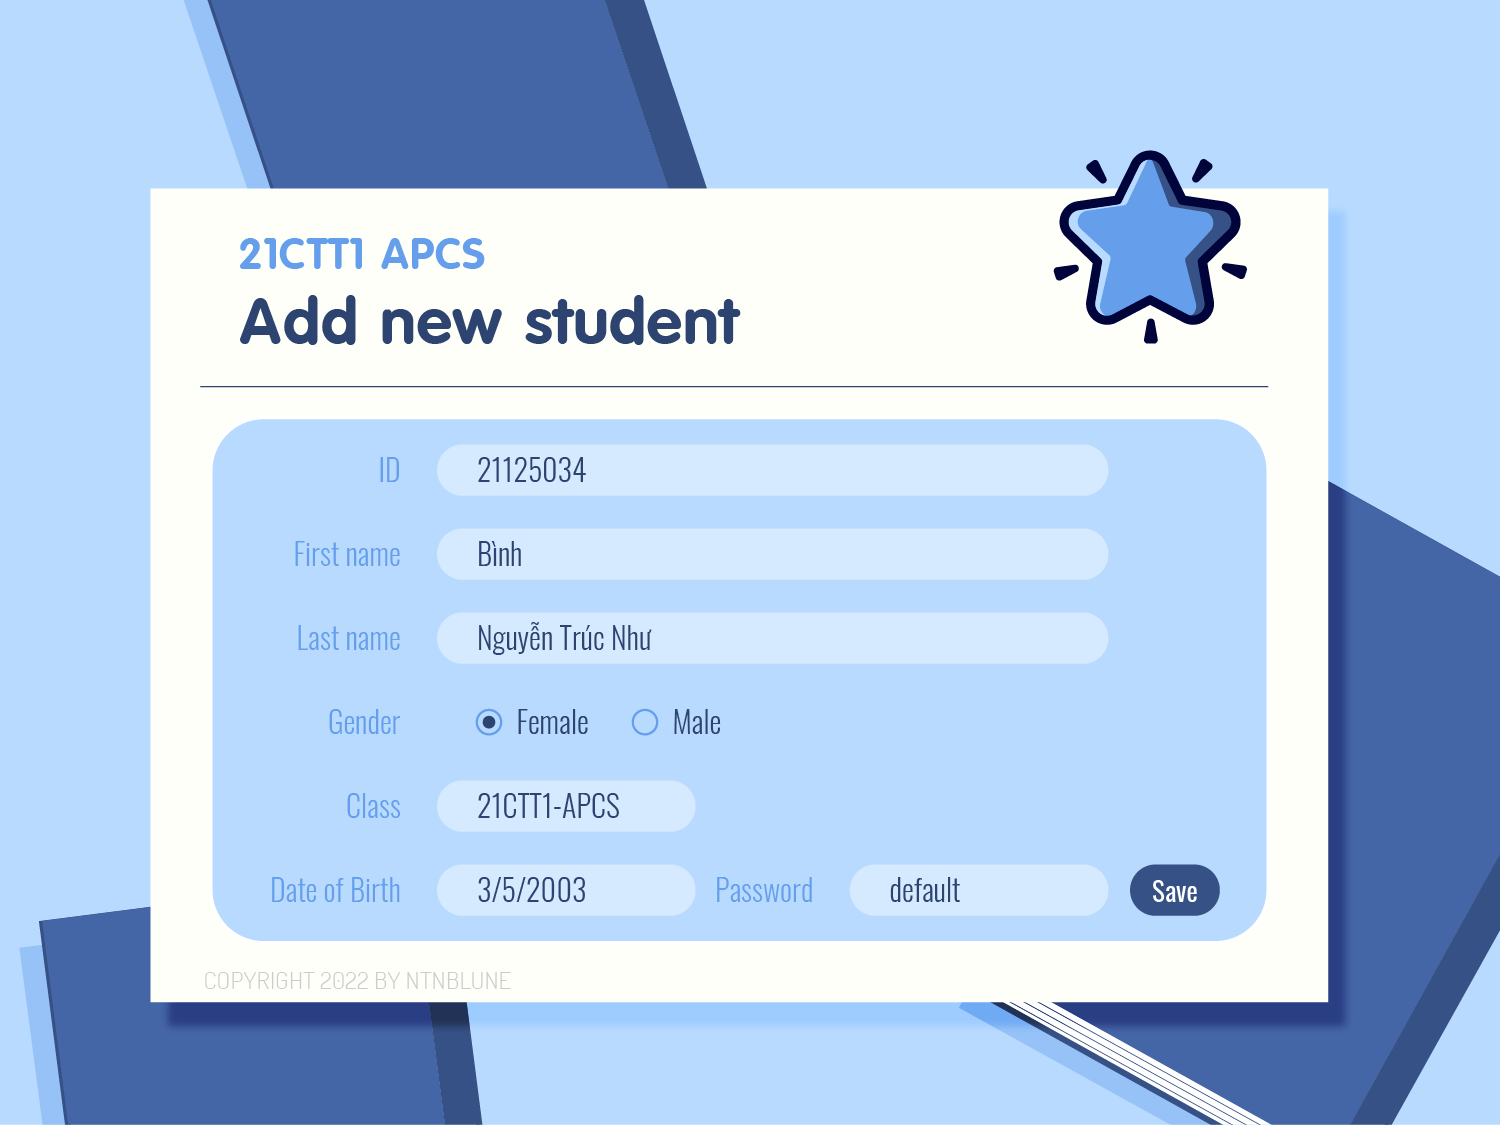 21CTT1 APCS
Add new student
ID 21125034
First name Bình
Last name Nguyễn Trúc Như
Gender Female Male
Class 21CTT1-APCS
Date of Birth 3/5/2003 Password default Save
COPYRIGHT 2022 BY NTNBLUNE